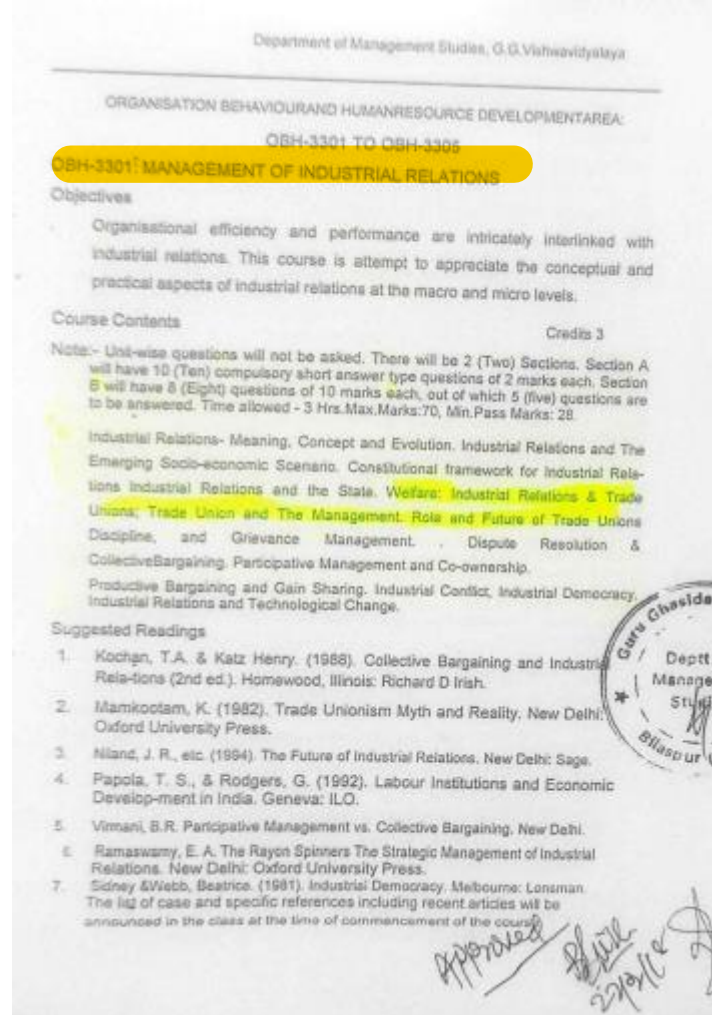 Department of Management Studies, G.G.Vishwavidyalaya
ORGANISATION BEHAVIOURAND HUMANRESOURCE DEVELOPMENTAREA:
OBH-3301 TO OBH-3305
OBH-3301: MANAGEMENT OF INDUSTRIAL RELATIONS
Objectives
Organisational efficiency and performance are intricately interlinked with
industrial relations. This course is attempt to appreciate the conceptual and
practical aspects of industrial relations at the macro and micro levels.
Course Contents
Credits 3
Note:- Unit-wise questions will not be asked. There will be 2 (Two) Sections. Section A
will have 10 (Ten) compulsory short answer type questions of 2 marks each. Section
B will have 8 (Eight) questions of 10 marks each, out of which 5 (five) questions are
to be answered. Time allowed - 3 Hrs.Max.Marks:70, Min.Pass Marks: 28.
Industrial Relations- Meaning, Concept and Evolution. Industrial Relations and The
Emerging Socio-economic Scenario. Constitutional framework for Industrial Rela-
tions Industrial Relations and the State. Welfare: Industrial Relations & Trade
Unions; Trade Union and The Management. Role and Future of Trade Unions
Discipline, and Grievance Management. . Dispute Resolution &
CollectiveBargaining. Participative Management and Co-ownership.
Productive Bargaining and Gain Sharing. Industrial Conflict, Industrial Democracy.
Industrial Relations and Technological Change.
Suggested Readings
1. Kochan, T.A. & Katz Henry. (1988). Collective Bargaining and Industrial
Rela-tions (2nd ed.). Homewood, Illinois: Richard D Irish.
2. Mamkootam, K. (1982). Trade Unionism Myth and Reality. New Delhi:
Oxford University Press.
3. Niland, J. R., etc. (1994). The Future of Industrial Relations. New Delhi: Sage.
4. Papola, T. S., & Rodgers, G. (1992). Labour Institutions and Economic
Develop-ment in India. Geneva: ILO.
5. Virmani, B.R. Participative Management vs. Collective Bargaining. New Delhi.
6. Ramaswamy, E. A. The Rayon Spinners The Strategic Management of Industrial
Relations. New Delhi: Oxford University Press.
7. Sidney &Webb, Beatrice. (1981). Industrial Democracy. Melbourne: Lonsman.
The list of case and specific references including recent articles will be
announced in the class at the time of commencement of the course
Guru Ghasida
Deptt
Manage
Bilaspur
Approved